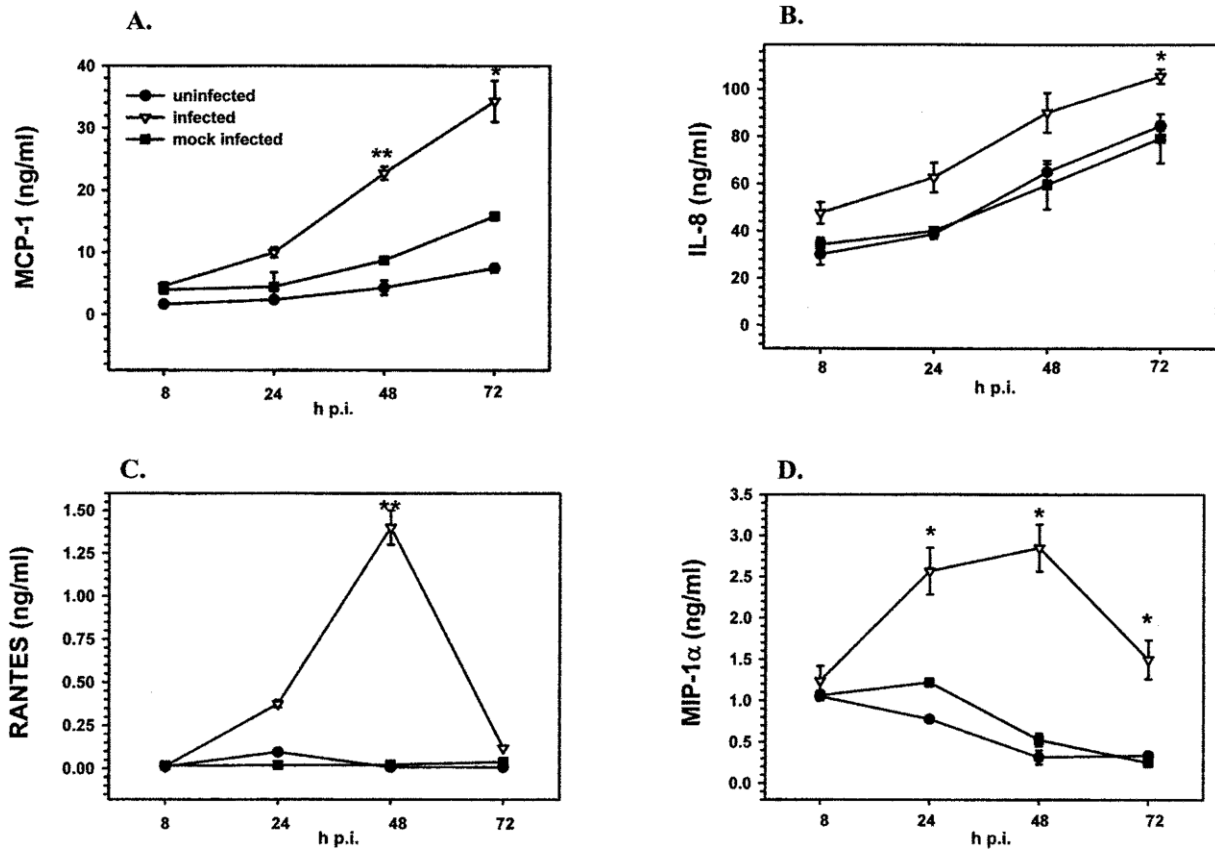 A.
MCP-1 (ng/ml)
40
30
20
10
0
uninfected
infected
mock infected
**
*
8 24 48 72
h p.i.
B.
IL-8 (ng/ml)
100
80
60
40
20
0
*
8 24 48 72
h p.i.
C.
RANTES (ng/ml)
1.50
1.25
1.00
0.75
0.50
0.25
0.00
**
8 24 48 72
h p.i.
D.
MIP-1α (ng/ml)
3.5
3.0
2.5
2.0
1.5
1.0
0.5
0.0
* * *
8 24 48 72
h p.i.